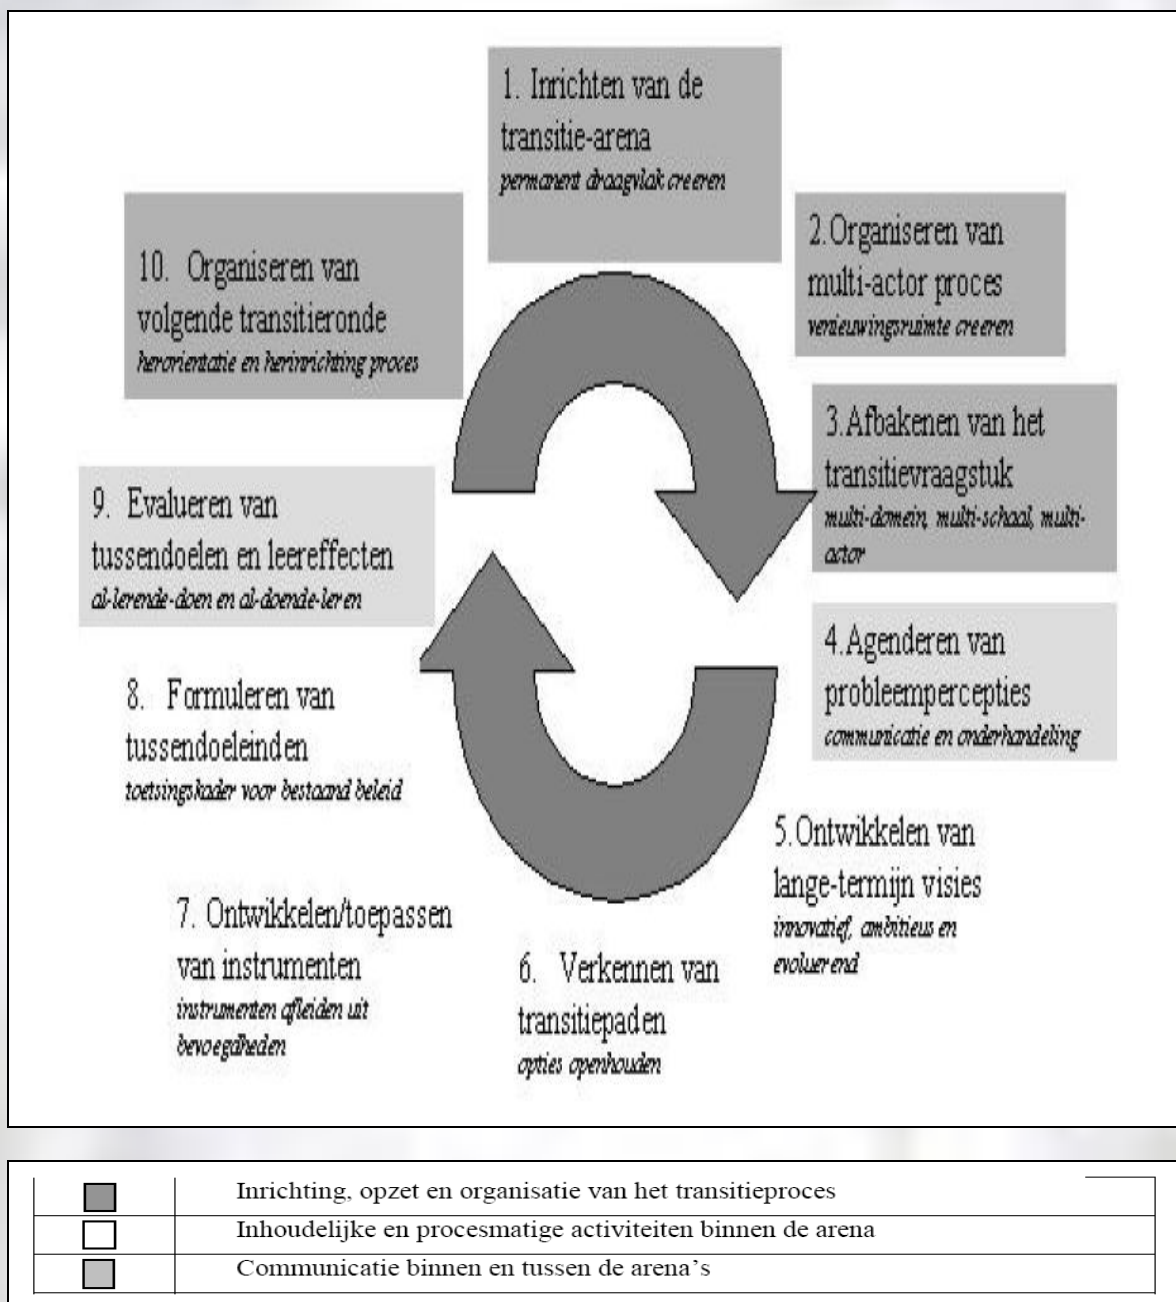 1. Inrichten van de
transitie-arena
permanent draagvlak creeren
2.Organiseren van
multi-actor proces
vernieuwingsruimte creeren
3.Afbakenen van het
transitievraagstuk
multi-domein, multi-schaal, multi-
actor
4.Agenderen van
probleempercepties
communicatie en onderhandeling
5.Ontwikkelen van
lange-termijn visies
innovatief, ambitieus en
evoluerend
6. Verkennen van
transitiepaden
opties openhouden
7. Ontwikkelen/toepassen
van instrumenten
instrumenten afleiden uit
bevoegdheden
8. Formuleren van
tussendoeleinden
toetsingskader voor bestaand beleid
9. Evalueren van
tussendoelen en leereffecten
al-lerende-doen en al-doende-leren
10. Organiseren van
volgende transitieronde
herorientatie en herinrichting proces
Inrichting, opzet en organisatie van het transitieproces
Inhoudelijke en procesmatige activiteiten binnen de arena
Communicatie binnen en tussen de arena’s